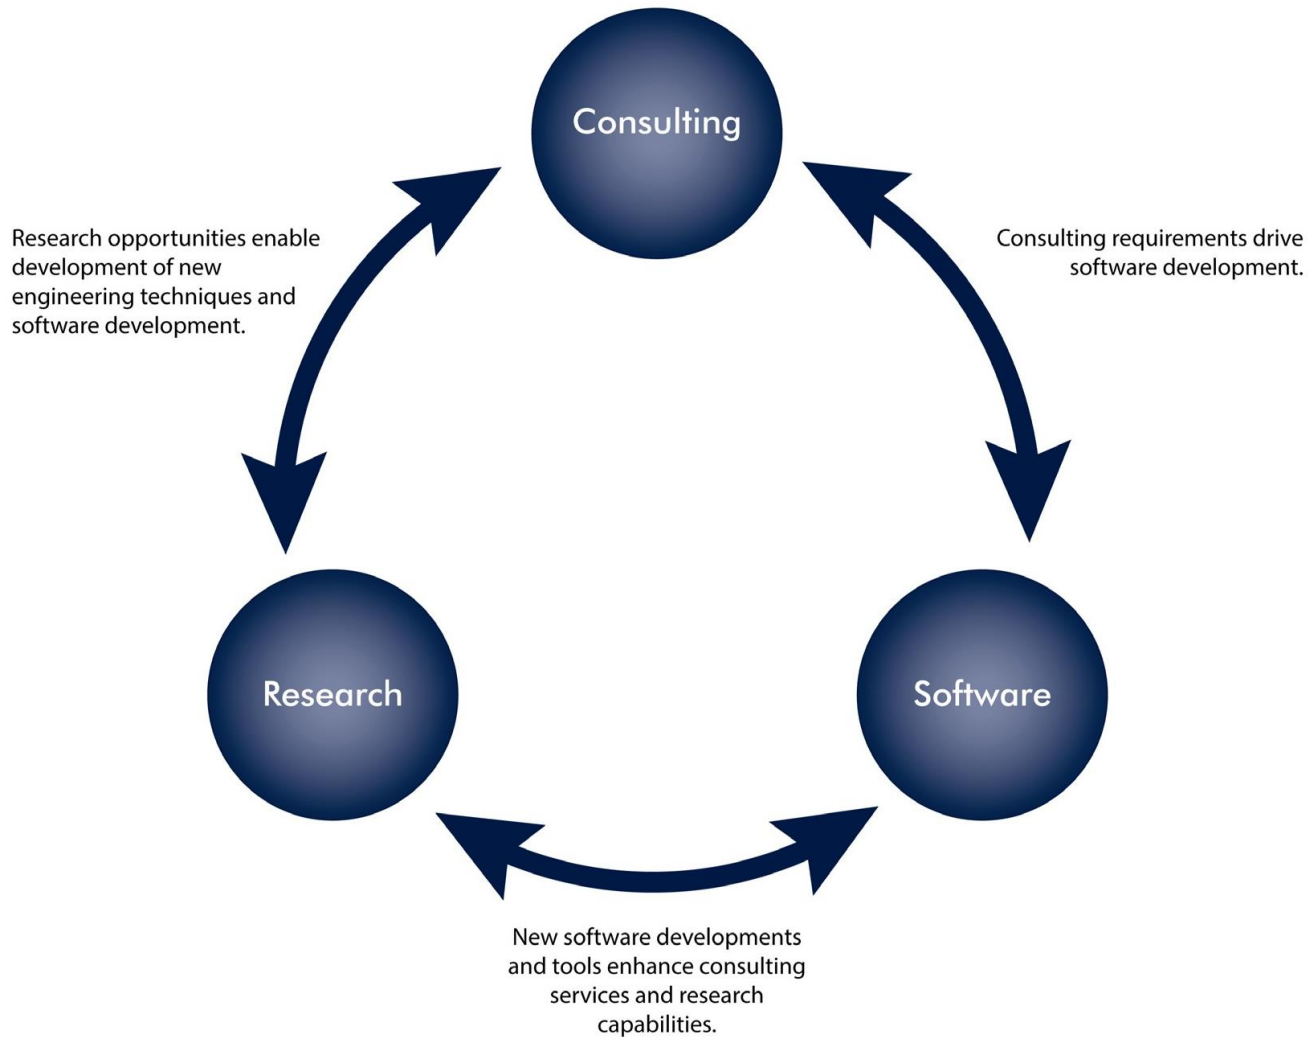 Consulting
Research opportunities enable
development of new
engineering techniques and
software development.
Consulting requirements drive
software development.
Research
Software
New software developments
and tools enhance consulting
services and research
capabilities.